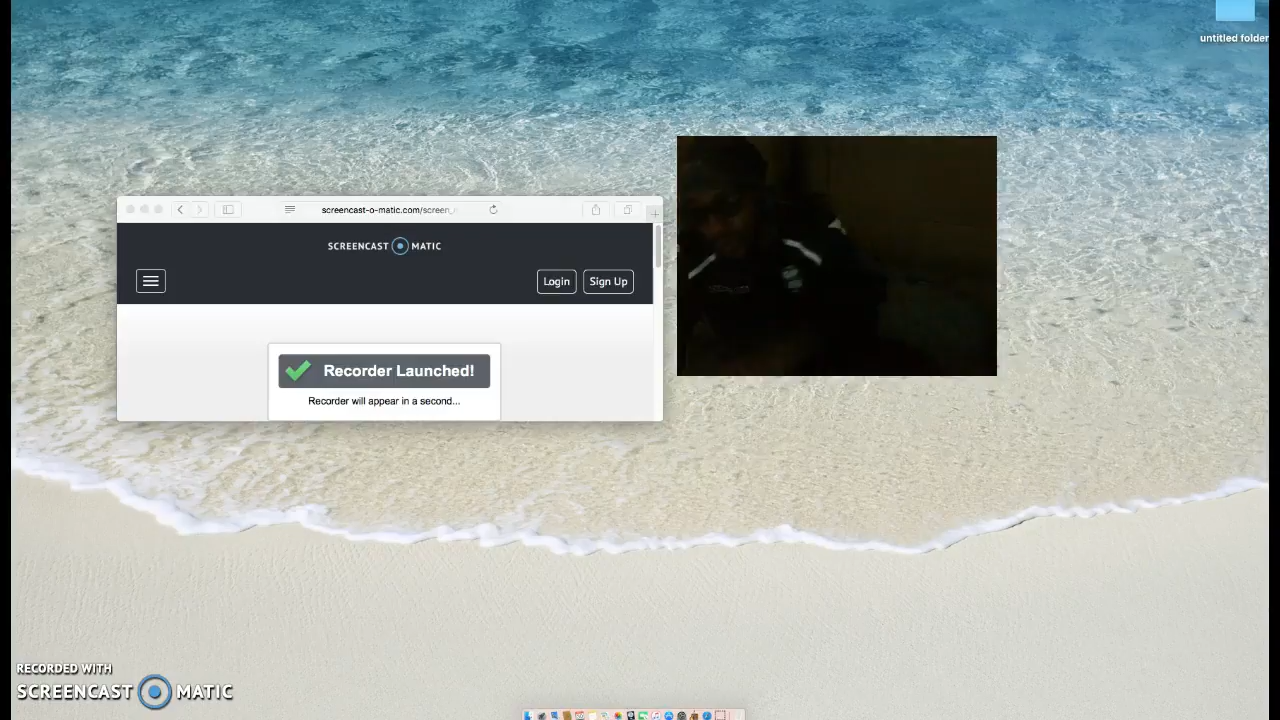 untitled folder
screencast-o-matic.com/screen_
SCREENCAST MATIC
Login
Sign Up
Recorder Launched!
Recorder will appear in a second...
RECORDED WITH
SCREENCAST MATIC